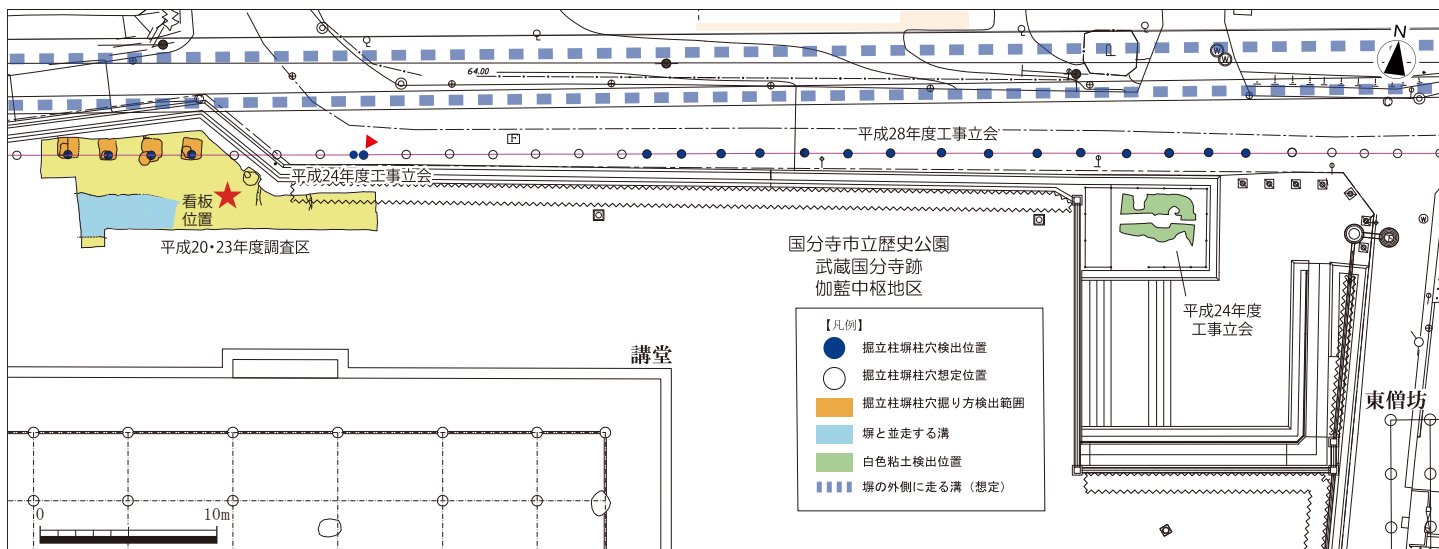 N
64.00
平成28年度工事立会
平成24年度工事立会
看板
位置
平成20・23年度調査区
国分寺市立歴史公園
武蔵国分寺跡
伽藍中枢地区
平成24年度
工事立会
【凡例】
掘立柱塀柱穴検出位置
掘立柱塀柱穴想定位置
掘立柱塀柱穴掘り方検出範囲
塀と並走する溝
白色粘土検出位置
塀の外側に走る溝（想定）
講堂
東僧坊
0 10m
W
W
W